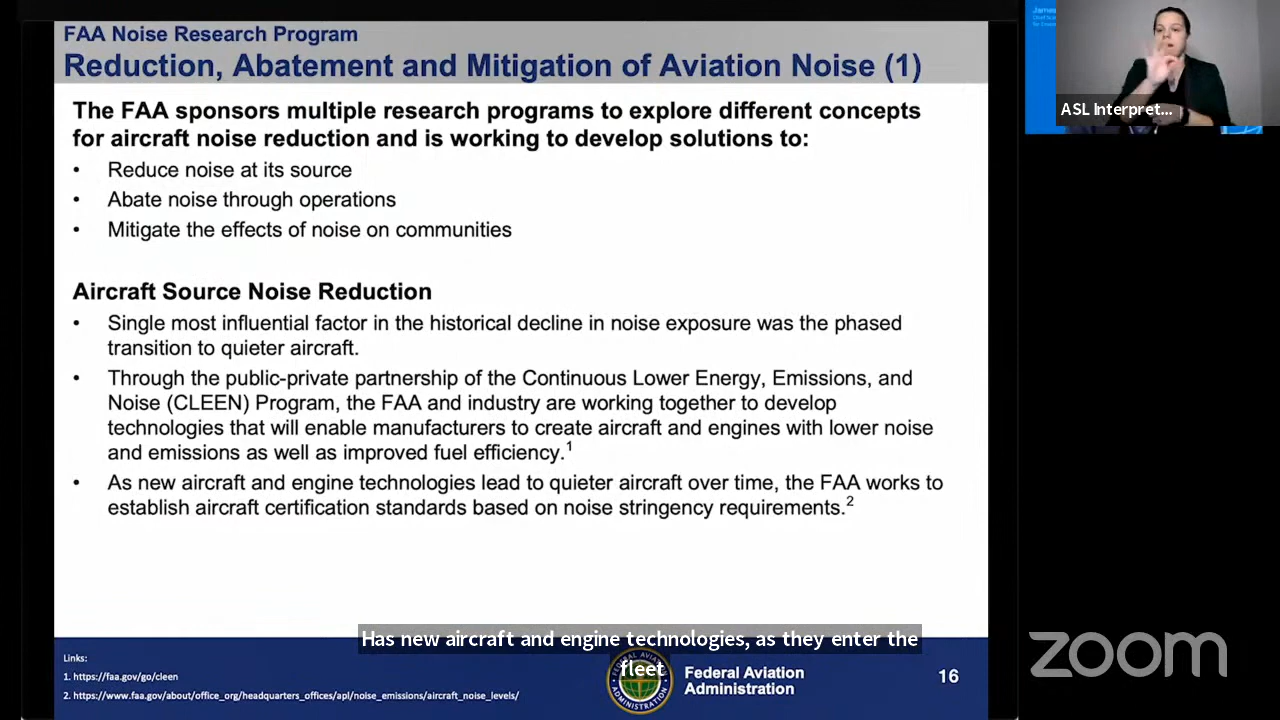 FAA Noise Research Program
Reduction, Abatement and Mitigation of Aviation Noise (1)
The FAA sponsors multiple research programs to explore different concepts
for aircraft noise reduction and is working to develop solutions to:
• Reduce noise at its source
• Abate noise through operations
• Mitigate the effects of noise on communities
Aircraft Source Noise Reduction
• Single most influential factor in the historical decline in noise exposure was the phased
transition to quieter aircraft.
• Through the public-private partnership of the Continuous Lower Energy, Emissions, and
Noise (CLEEN) Program, the FAA and industry are working together to develop
technologies that will enable manufacturers to create aircraft and engines with lower noise
and emissions as well as improved fuel efficiency.1
• As new aircraft and engine technologies lead to quieter aircraft over time, the FAA works to
establish aircraft certification standards based on noise stringency requirements.2
Has new aircraft and engine technologies, as they enter the
fleet
Links:
1. https://faa.gov/go/cleen
2. https://www.faa.gov/about/office_org/headquarters_offices/apl/noise_emissions/aircraft_noise_levels/
Federal Aviation
Administration
16
James
ASL Interpret...
zoom